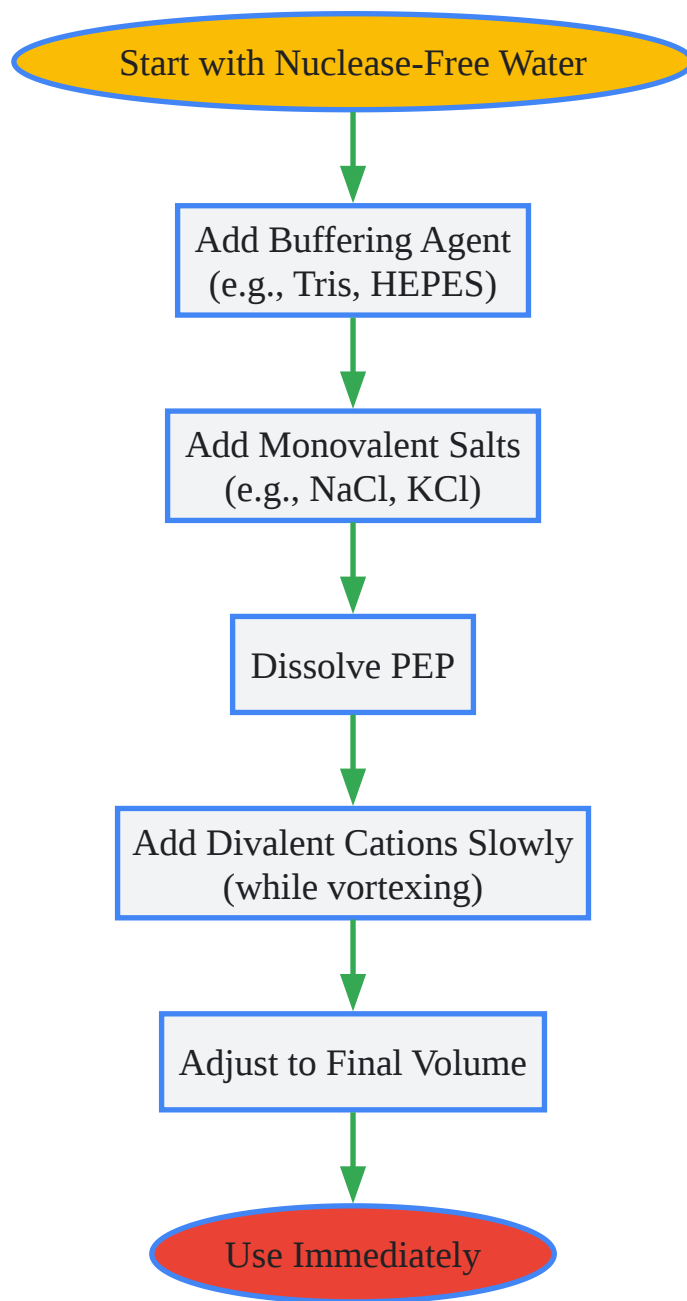 Start with Nuclease-Free Water
Add Buffering Agent
(e.g., Tris, HEPES)
Add Monovalent Salts
(e.g., NaCl, KCl)
Dissolve PEP
Add Divalent Cations Slowly
(while vortexing)
Adjust to Final Volume
Use Immediately